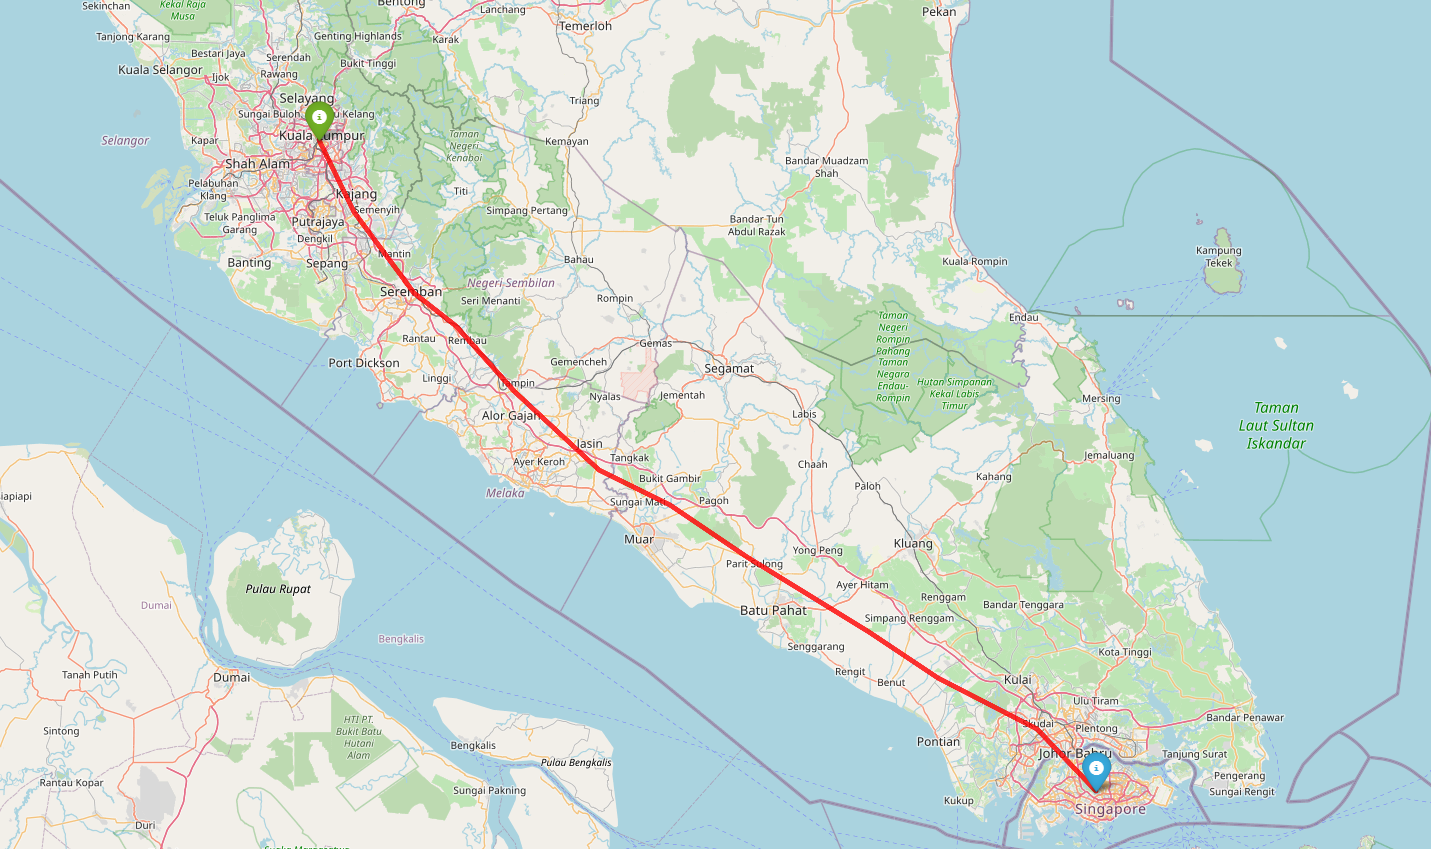 Sekinchan
Kekal Raja
Musa
Bentong
Lanchang
Temerloh
Pekan
Tanjong Karang
Genting Highlands
Karak
Bestari Jaya
Serendah
Bukit Tinggi
Kuala Selangor
Ijok
Rawang
Selayang
Triang
Sungai Buloh
Kelang
Selangor
Kapar
Kuala Lumpur
Taman
Negeri
Kenaboi
Kemayan
Shah Alam
Bandar Muadzam
Shah
Pelabuhan
Klang
Kajang
Titi
Teluk Panglima
Garang
Putrajaya
Semenyih
Simpang Pertang
Bandar Tun
Abdul Razak
Dengkil
Mantin
Banting
Sepang
Bahau
Kuala Rompin
Kampung
Tekek
Seremban
Negeri Sembilan
Seri Menanti
Rompin
Endau
Rantau
Rembau
Gemas
Taman
Negeri
Rompin
Pahang
Taman
Negara
Endau-
Rompin
Port Dickson
Gemencheh
Segamat
Linggi
Tampin
Nyalas
Jementah
Hutan Simpanan
Kekal Labis
Timur
Mersing
Alor Gajah
Labis
Taman
Laut Sultan
Iskandar
Jasin
Ayer Keroh
Tangkak
Chaah
Jemaluang
Bukit Gambir
Paloh
Kahang
siapiapi
Melaka
Sungai Mati
Pagoh
Muar
Yong Peng
Kluang
Parit Sulong
Pulau Rupat
Ayer Hitam
Renggam
Dumai
Batu Pahat
Bandar Tenggara
Simpang Renggam
Bengkalis
Senggarang
Kota Tinggi
Tanah Putih
Dumai
Rengit
Benut
Kulai
Ulu Tiram
HTI PT.
Bukit Batu
Hutani
Alam
Sintong
Skudai
Plentong
Bandar Penawar
Bengkalis
Pulau Bengkalis
Pontian
Johor Bahru
Tanjung Surat
Rantau Kopar
Sungai Pakning
Pengerang
Sungai Rengit
Kukup
Singapore
Duri